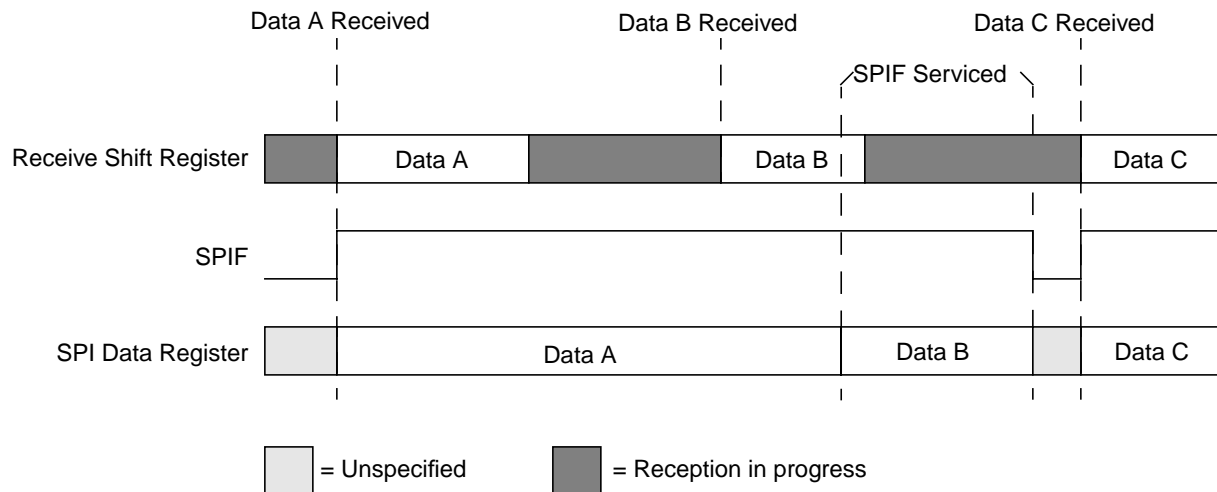 Data A Received
Data B Received
Data C Received
SPIF Serviced
Receive Shift Register
Data A
Data B
Data C
SPIF
SPI Data Register
Data A
Data B
Data C
= Unspecified
= Reception in progress